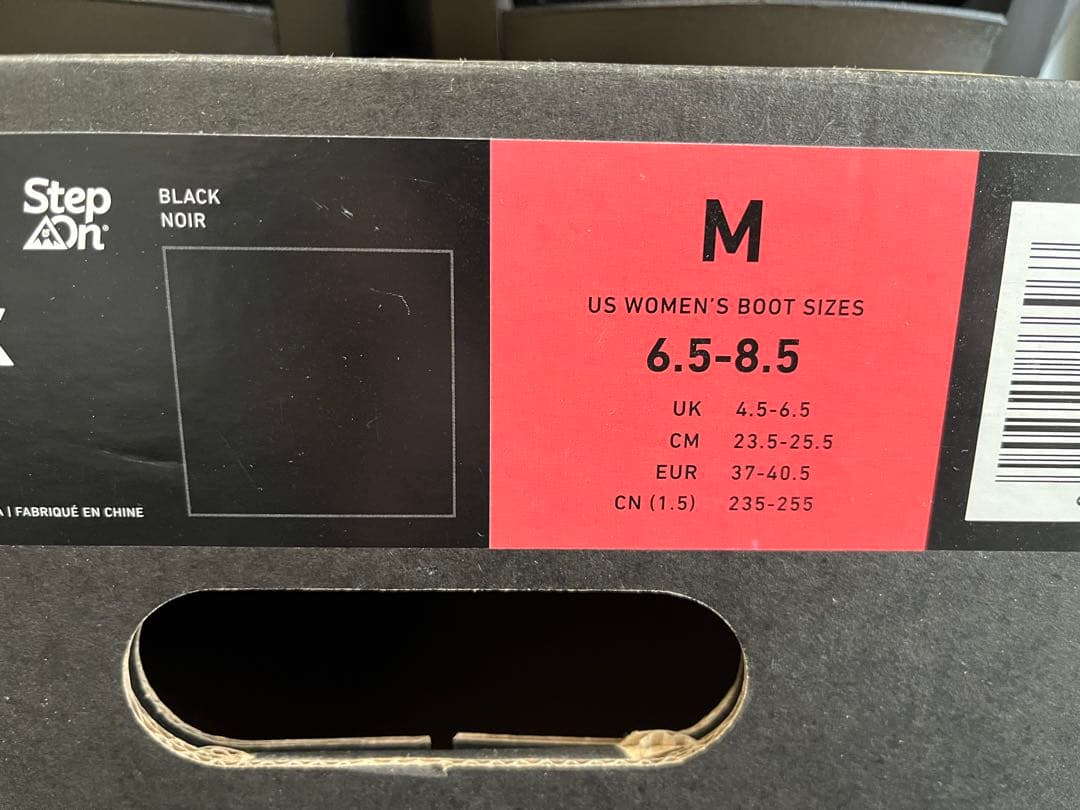 Step
On
BLACK
NOIR
| FABRIQUÉ EN CHINE
M
US WOMEN'S BOOT SIZES
6.5-8.5
UK 4.5-6.5
CM 23.5-25.5
EUR 37-40.5
CN (1.5) 235-255